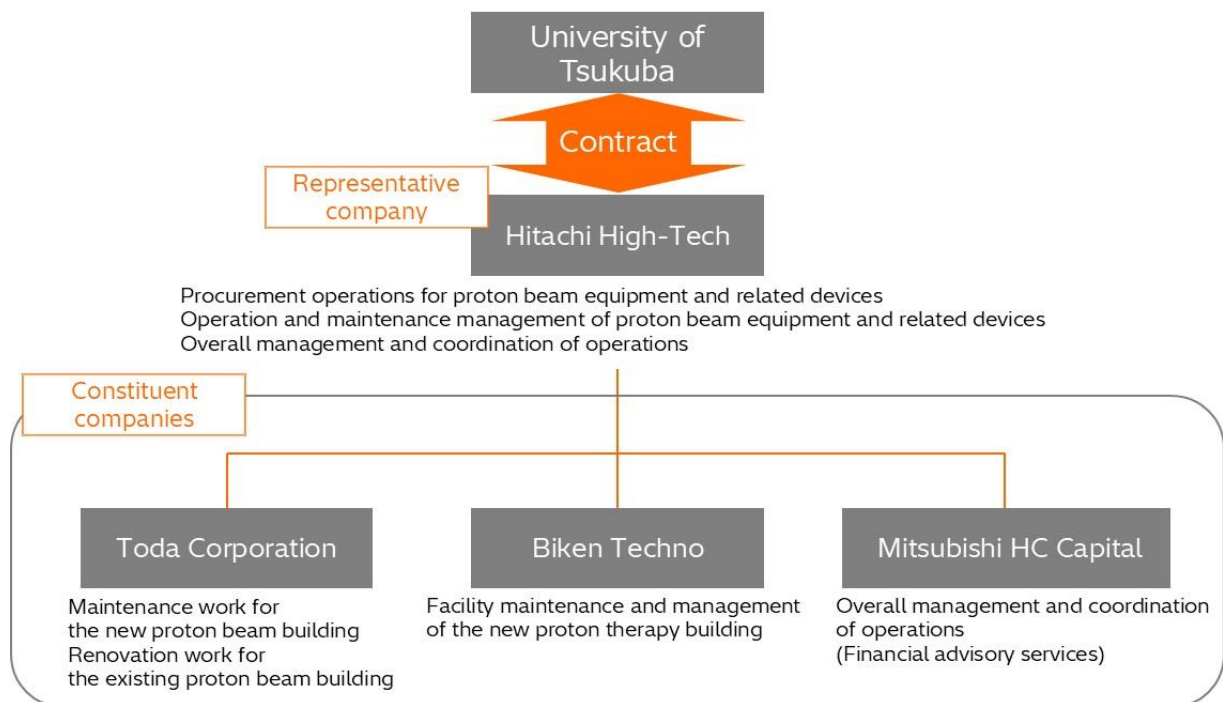 University of
Tsukuba
Contract
Representative
company
Hitachi High-Tech
Procurement operations for proton beam equipment and related devices
Operation and maintenance management of proton beam equipment and related devices
Overall management and coordination of operations
Constituent
companies
Toda Corporation
Maintenance work for
the new proton beam building
Renovation work for
the existing proton beam building
Biken Techno
Facility maintenance and management
of the new proton therapy building
Mitsubishi HC Capital
Overall management and coordination
of operations
(Financial advisory services)